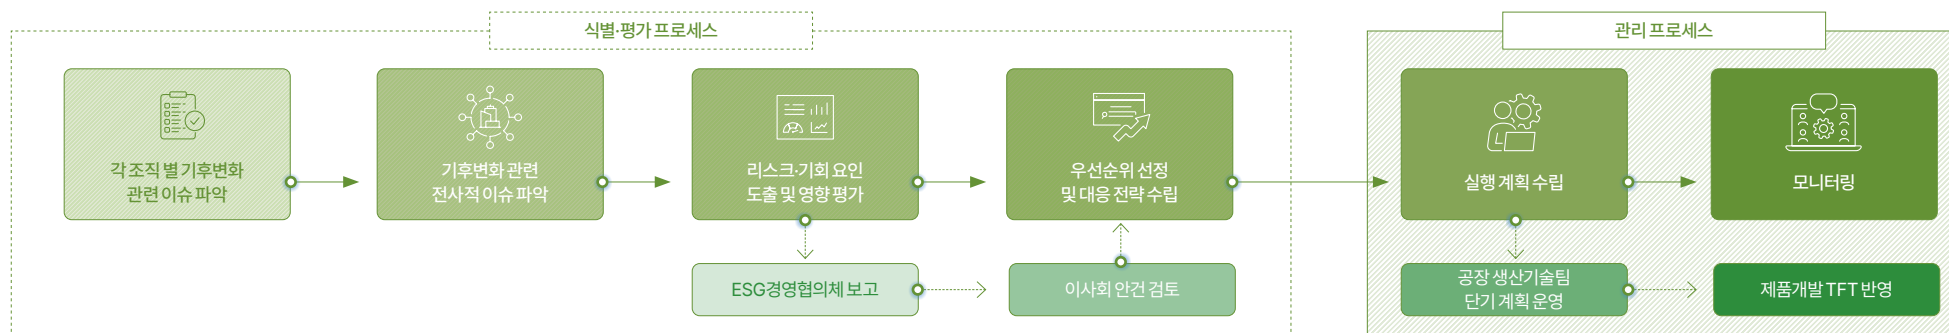 식별·평가 프로세스
각 조직 별 기후변화
관련 이슈 파악
기후변화 관련
전사적 이슈 파악
리스크·기회 요인
도출 및 영향 평가
우선순위 선정
및 대응 전략 수립
ESG경영협의체 보고
이사회 안건 검토
관리 프로세스
실행 계획 수립
모니터링
공장 생산기술팀
단기 계획 운영
제품개발 TFT 반영